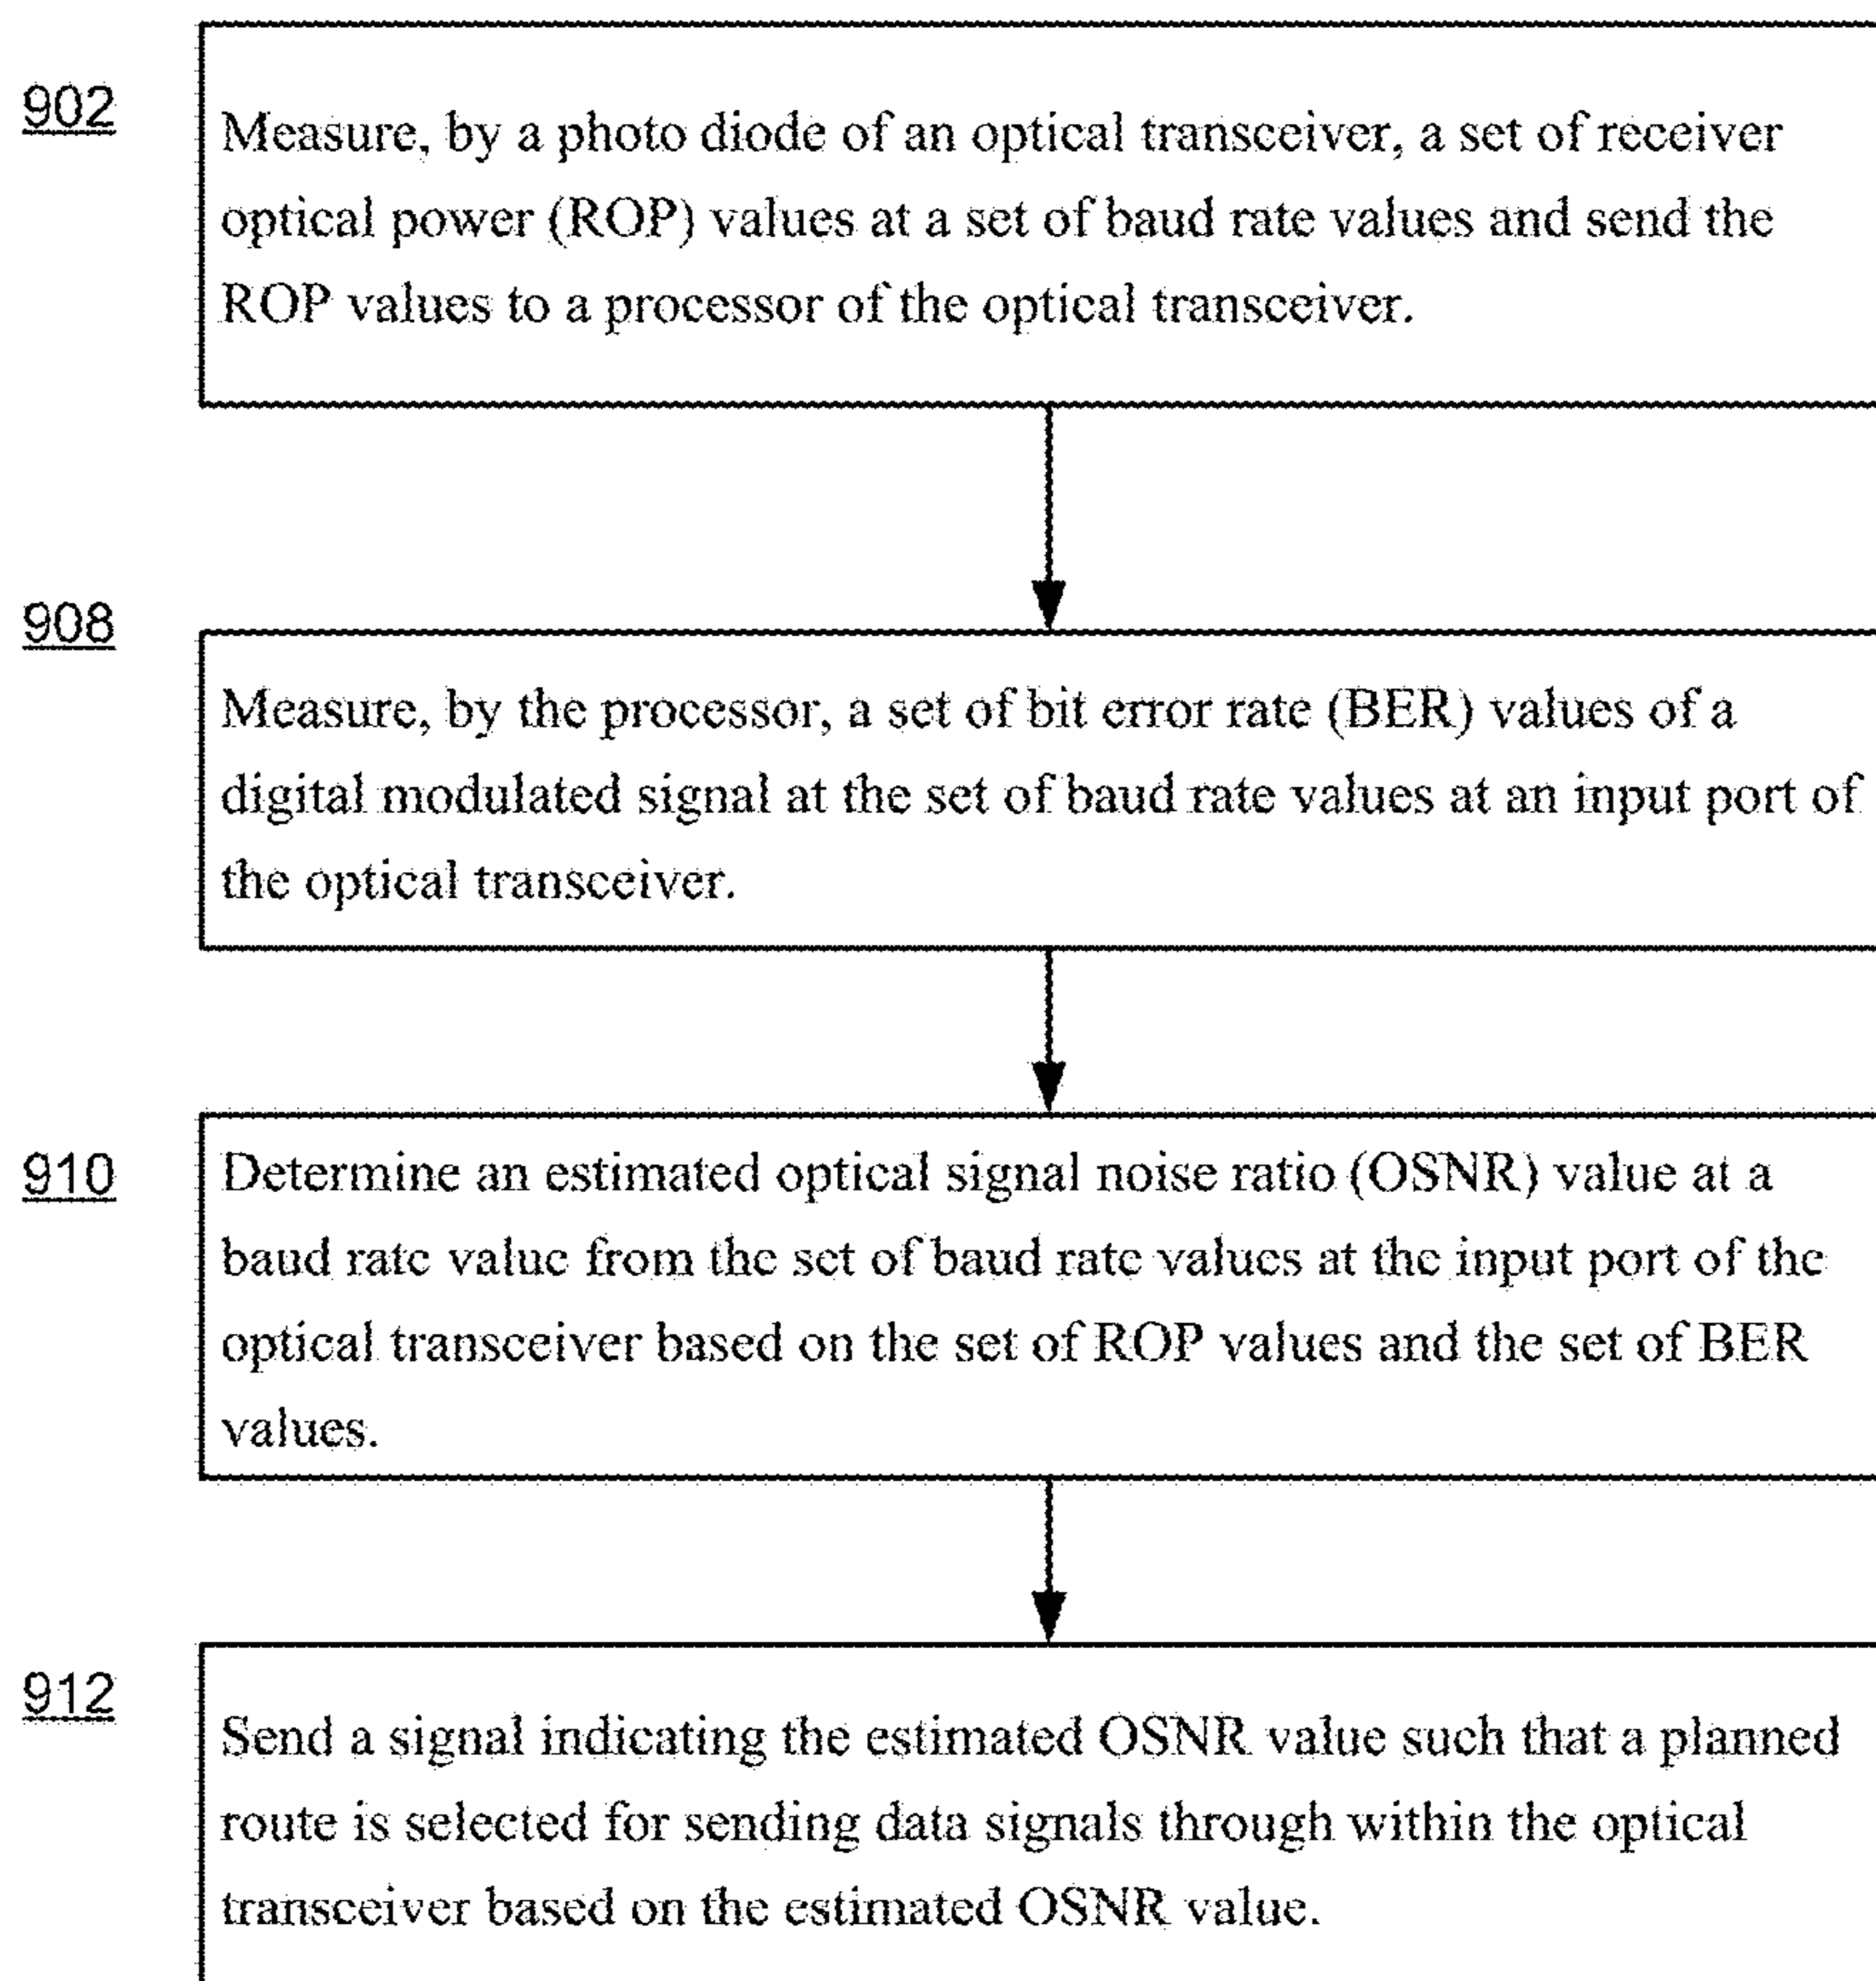 902
Measure, by a photo diode of an optical transceiver, a set of receiver
optical power (ROP) values at a set of baud rate values and send the
ROP values to a processor of the optical transceiver.
908
Measure, by the processor, a set of bit error rate (BER) values of a
digital modulated signal at the set of baud rate values at an input port of
the optical transceiver.
910
Determine an estimated optical signal noise ratio (OSNR) value at a
baud rate value from the set of baud rate values at the input port of the
optical transceiver based on the set of ROP values and the set of BER
values.
912
Send a signal indicating the estimated OSNR value such that a planned
route is selected for sending data signals through within the optical
transceiver based on the estimated OSNR value.